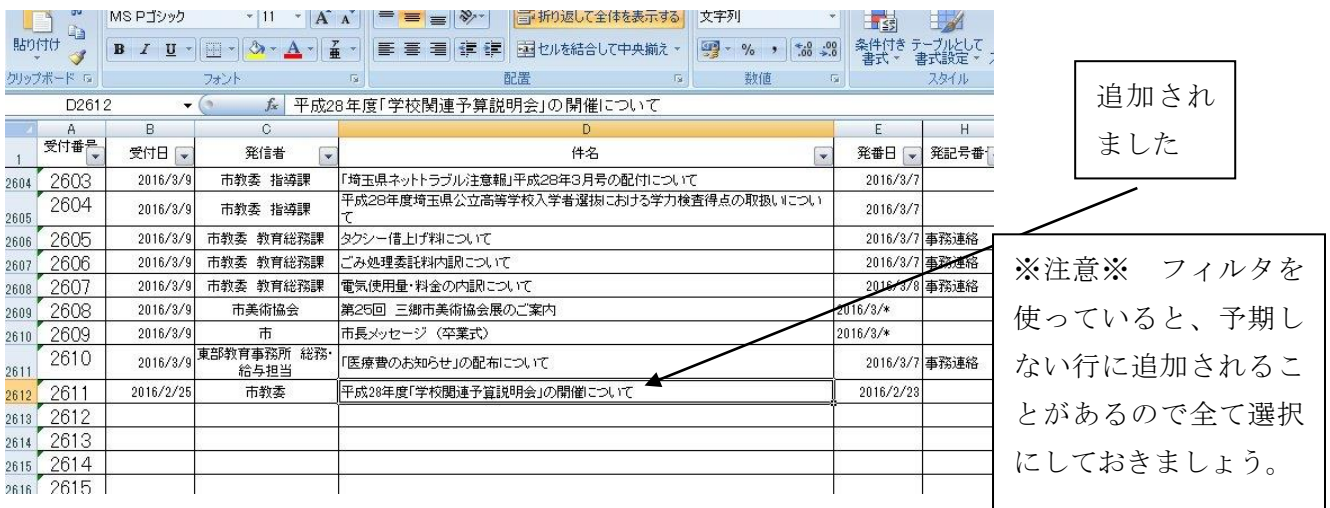 MS Pゴシック 11 A A 折り返して全体を表示する 文字列
貼り付け B I U A セルを結合して中央揃え % , 条件付き書式 テーブルとして書式設定
クリップボード フォント 配置 数値 スタイル
D2612 fx 平成28年度「学校関連予算説明会」の開催について
A B C D E H
1 受付番号 受付日 発信者 件名 発番日 発記号番
2604 2603 2016/3/9 市教委 指導課 「埼玉県ネットトラブル注意報」平成28年3月号の配付について 2016/3/7
2605 2604 2016/3/9 市教委 指導課 平成28年度埼玉県公立高等学校入学者選抜における学力検査得点の取扱いについ
て 2016/3/7
2606 2605 2016/3/9 市教委 教育総務課 タクシー借上げ料について 2016/3/7 事務連絡
2607 2606 2016/3/9 市教委 教育総務課 ごみ処理委託料内訳について 2016/3/7 事務連絡
2608 2607 2016/3/9 市教委 教育総務課 電気使用量・料金の内訳について 2016/3/8 事務連絡
2609 2608 2016/3/9 市美術協会 第25回 三郷市美術協会展のご案内 2016/3/*
2610 2609 2016/3/9 市 市長メッセージ（卒業式） 2016/3/*
2611 2610 2016/3/9 東部教育事務所 総務・
給与担当 「医療費のお知らせ」の配布について 2016/3/7 事務連絡
2612 2611 2016/2/25 市教委 平成28年度「学校関連予算説明会」の開催について 2016/2/23
2613 2612
2614 2613
2615 2614
2616 2615
追加され
ました
※注意※ フィルタを
使っていると、予期し
ない行に追加されるこ
とがあるので全て選択
にしておきましょう。